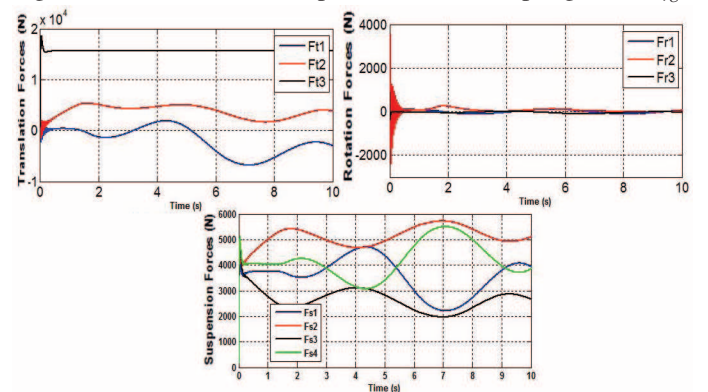 x 10⁴
2
1
0
-1
Translation Forces (N)
Ft1
Ft2
Ft3
0 2 4 6 8 10
Time (s)
4000
2000
0
-2000
Rotation Forces (N)
Fr1
Fr2
Fr3
0 2 4 6 8 10
Time (s)
6000
5000
4000
3000
2000
1000
0
Suspension Forces (N)
Fs1
Fs2
Fs3
Fs4
0 1 2 3 4 5 6 7 8 9 10
Time (s)